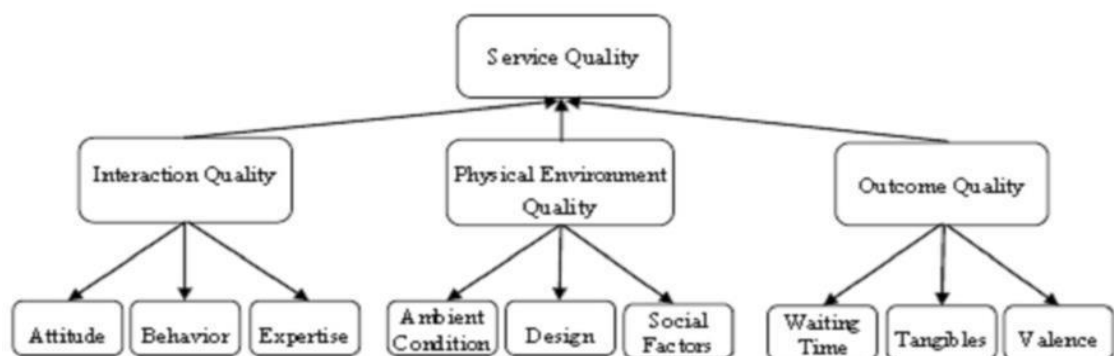 Service Quality
Interaction Quality
Physical Environment
Quality
Outcome Quality
Attitude
Behavior
Expertise
Ambient
Condition
Design
Social
Factors
Waiting
Time
Tangibles
Valence